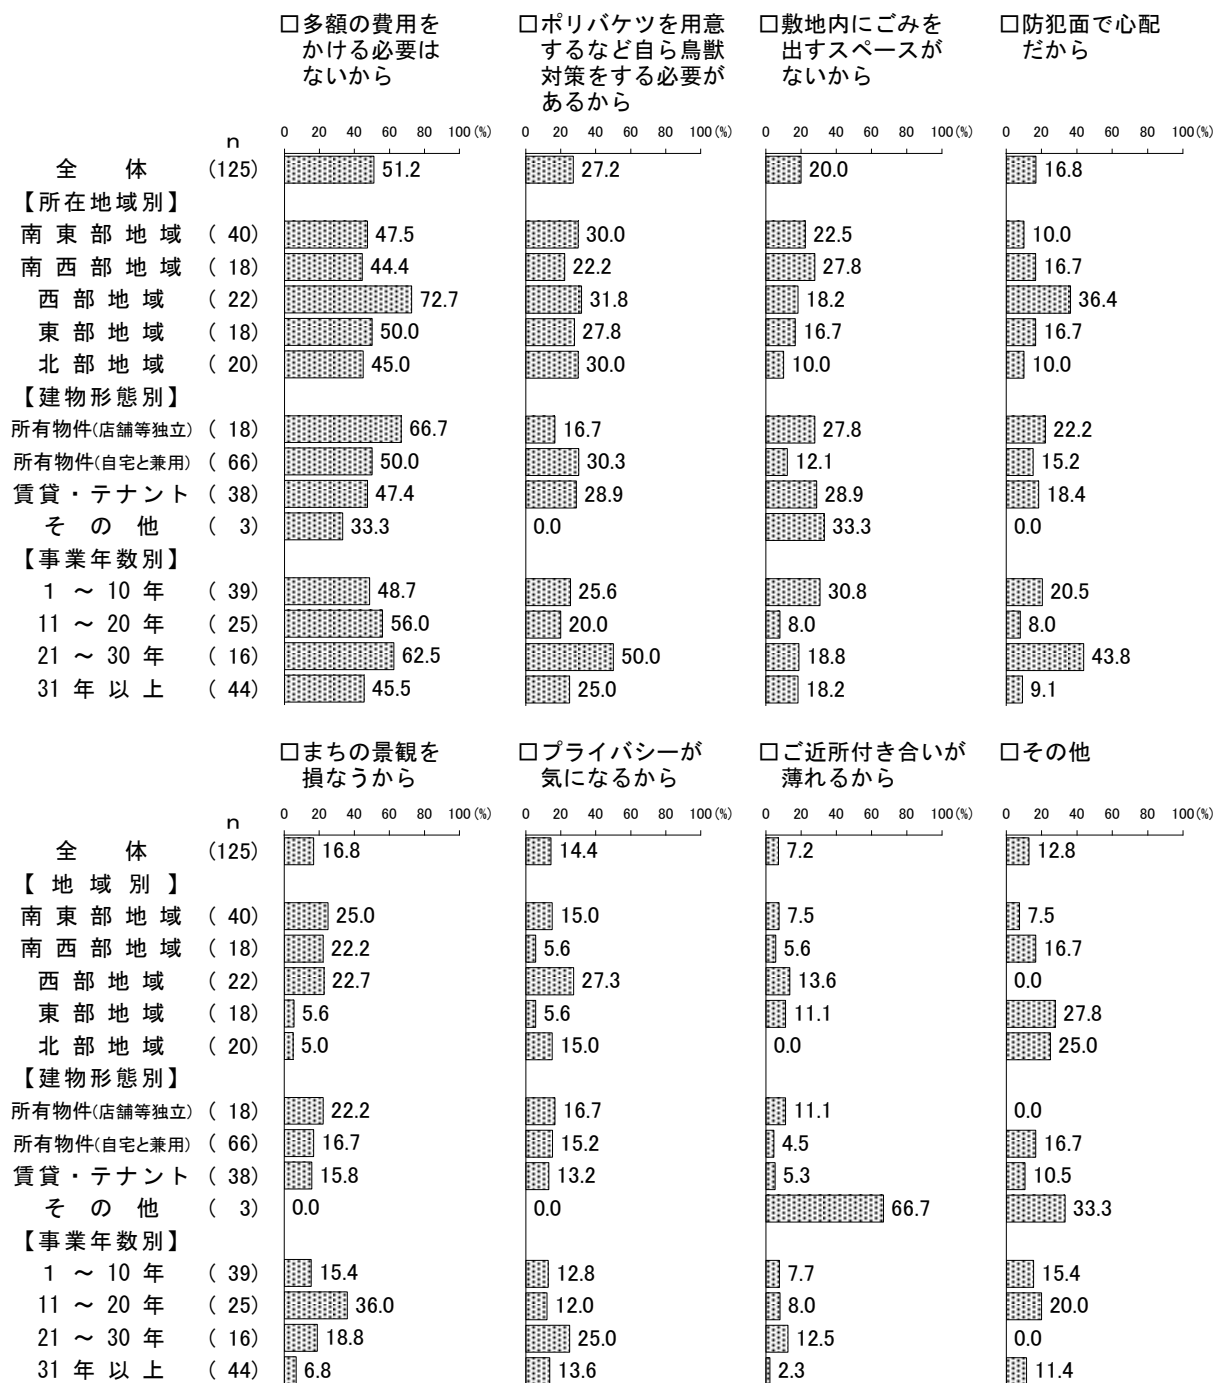 □多額の費用を
かける必要は
ないから
□ポリバケツを用意
するなど自ら鳥獣
対策をする必要が
あるから
□敷地内にごみを
出すスペースが
ないから
□防犯面で心配
だから
n
0 20 40 60 80 100(%) 0 20 40 60 80 100(%) 0 20 40 60 80 100(%) 0 20 40 60 80 100(%)
全体 (125) 51.2 27.2 20.0 16.8
【所在地域別】
南東部地域 (40) 47.5 30.0 22.5 10.0
南西部地域 (18) 44.4 22.2 27.8 16.7
西部地域 (22) 72.7 31.8 18.2 36.4
東部地域 (18) 50.0 27.8 16.7 16.7
北部地域 (20) 45.0 30.0 10.0 10.0
【建物形態別】
所有物件(店舗等独立) (18) 66.7 16.7 27.8 22.2
所有物件(自宅と兼用) (66) 50.0 30.3 12.1 15.2
賃貸・テナント (38) 47.4 28.9 28.9 18.4
その他 (3) 33.3 0.0 33.3 0.0
【事業年数別】
1 ～ 10 年 (39) 48.7 25.6 30.8 20.5
11 ～ 20 年 (25) 56.0 20.0 8.0 8.0
21 ～ 30 年 (16) 62.5 50.0 18.8 43.8
31 年以上 (44) 45.5 25.0 18.2 9.1
□まちの景観を
損なうから
□プライバシーが
気になるから
□ご近所付き合いが
薄れるから
□その他
n
0 20 40 60 80 100(%) 0 20 40 60 80 100(%) 0 20 40 60 80 100(%) 0 20 40 60 80 100(%)
全体 (125) 16.8 14.4 7.2 12.8
【地域別】
南東部地域 (40) 25.0 15.0 7.5 7.5
南西部地域 (18) 22.2 5.6 5.6 16.7
西部地域 (22) 22.7 27.3 13.6 0.0
東部地域 (18) 5.6 5.6 11.1 27.8
北部地域 (20) 5.0 15.0 0.0 25.0
【建物形態別】
所有物件(店舗等独立) (18) 22.2 16.7 11.1 0.0
所有物件(自宅と兼用) (66) 16.7 15.2 4.5 16.7
賃貸・テナント (38) 15.8 13.2 5.3 10.5
その他 (3) 0.0 0.0 66.7 33.3
【事業年数別】
1 ～ 10 年 (39) 15.4 12.8 7.7 15.4
11 ～ 20 年 (25) 36.0 12.0 8.0 20.0
21 ～ 30 年 (16) 18.8 25.0 12.5 0.0
31 年以上 (44) 6.8 13.6 2.3 11.4